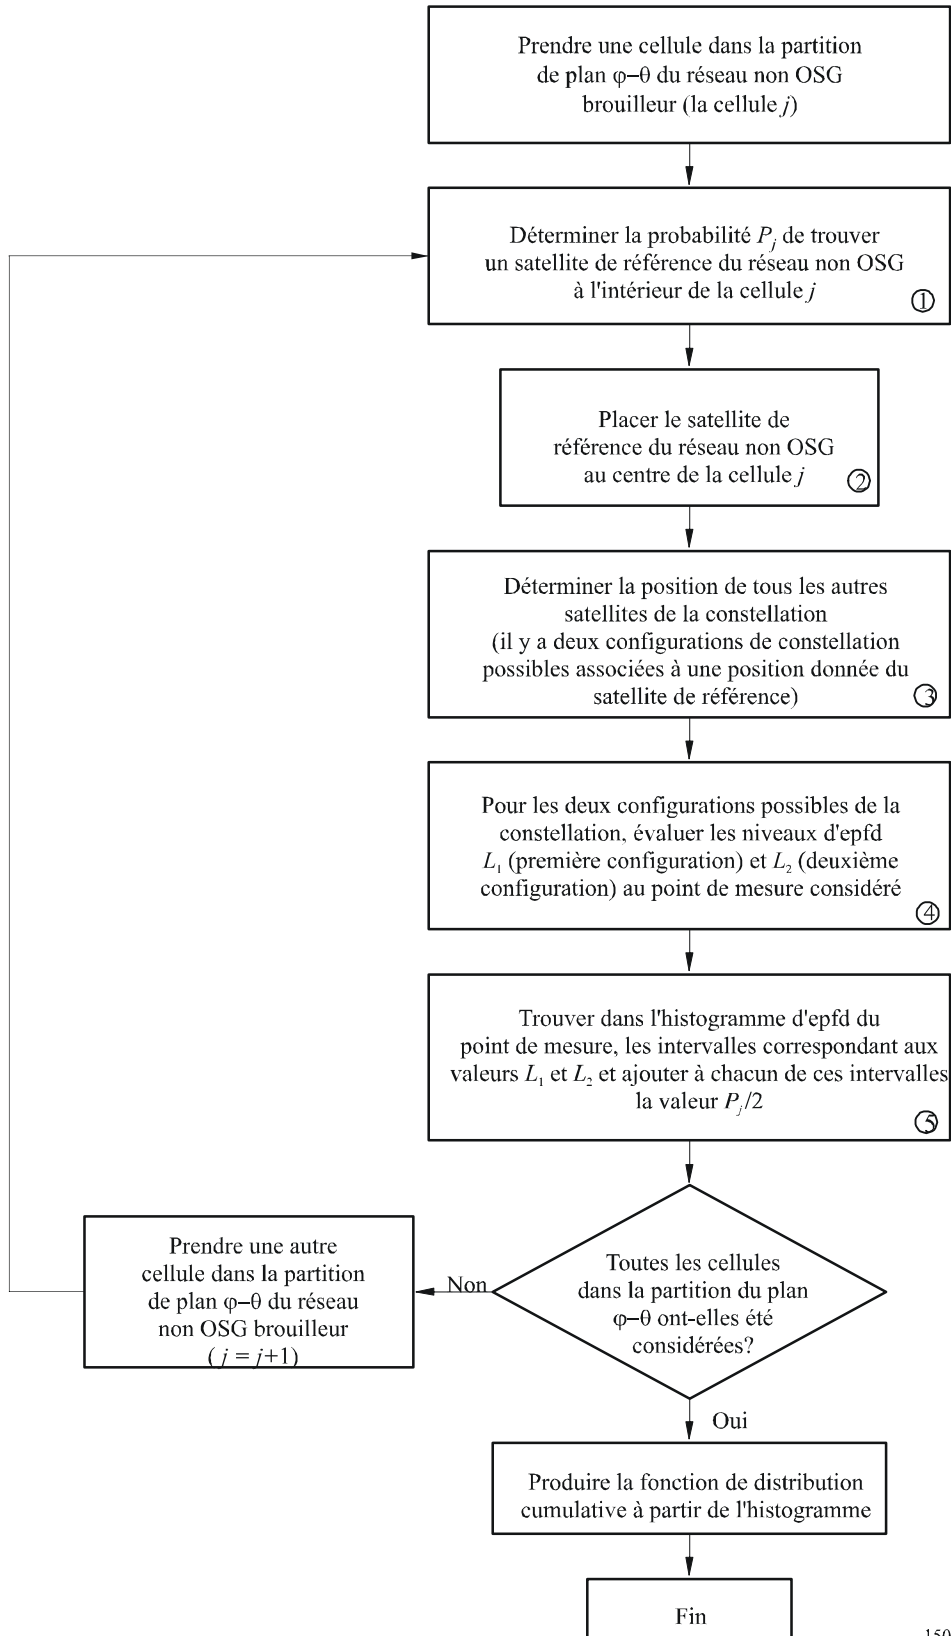 Prendre une cellule dans la partition
de plan φ–θ du réseau non OSG
brouilleur (la cellule j)
Déterminer la probabilité Pj de trouver
un satellite de référence du réseau non OSG
à l'intérieur de la cellule j
1
Placer le satellite de
référence du réseau non OSG
au centre de la cellule j
2
Déterminer la position de tous les autres
satellites de la constellation
(il y a deux configurations de constellation
possibles associées à une position donnée du
satellite de référence)
3
Pour les deux configurations possibles de la
constellation, évaluer les niveaux d'epfd
L1 (première configuration) et L2 (deuxième
configuration) au point de mesure considéré
4
Trouver dans l'histogramme d'epfd du
point de mesure, les intervalles correspondant aux
valeurs L1 et L2 et ajouter à chacun de ces intervalles
la valeur Pj/2
5
Toutes les cellules
dans la partition du plan
φ–θ ont-elles été
considérées?
Non
Prendre une autre
cellule dans la partition
de plan φ–θ du réseau
non OSG brouilleur
( j = j+1)
Oui
Produire la fonction de distribution
cumulative à partir de l'histogramme
Fin
150